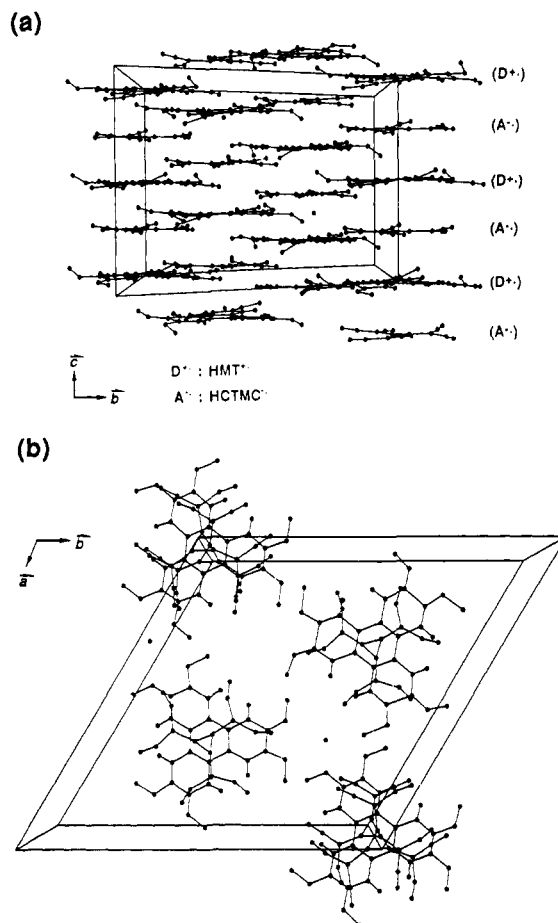 (a)
(D+·)
(A-·)
(D+·)
(A-·)
(D+·)
(A-·)
c
b
D+· : HMT+·
A-· : HCTMC-·
(b)
b
a